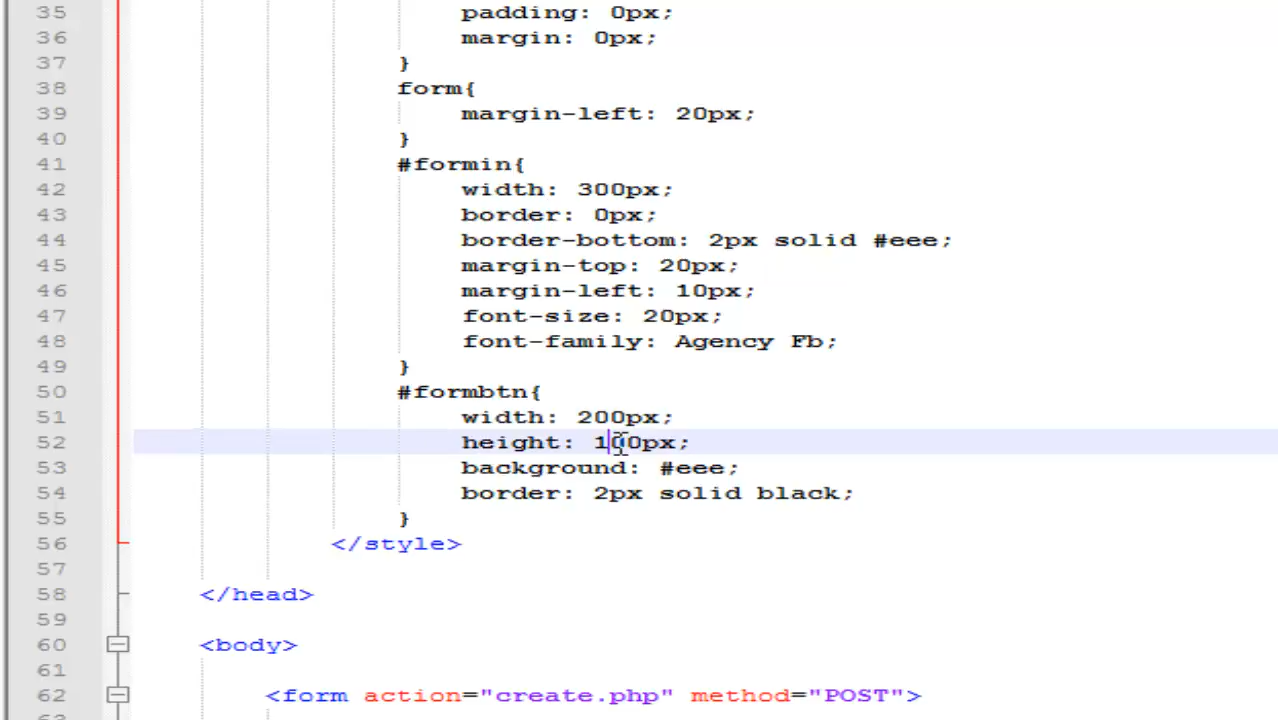 35 padding: 0px;
36 margin: 0px;
37 }
38 form{
39 margin-left: 20px;
40 }
41 #formin{
42 width: 300px;
43 border: 0px;
44 border-bottom: 2px solid #eee;
45 margin-top: 20px;
46 margin-left: 10px;
47 font-size: 20px;
48 font-family: Agency Fb;
49 }
50 #formbtn{
51 width: 200px;
52 height: 100px;
53 background: #eee;
54 border: 2px solid black;
55 }
56 </style>
57
58 </head>
59
60 <body>
61
62 <form action="create.php" method="POST">